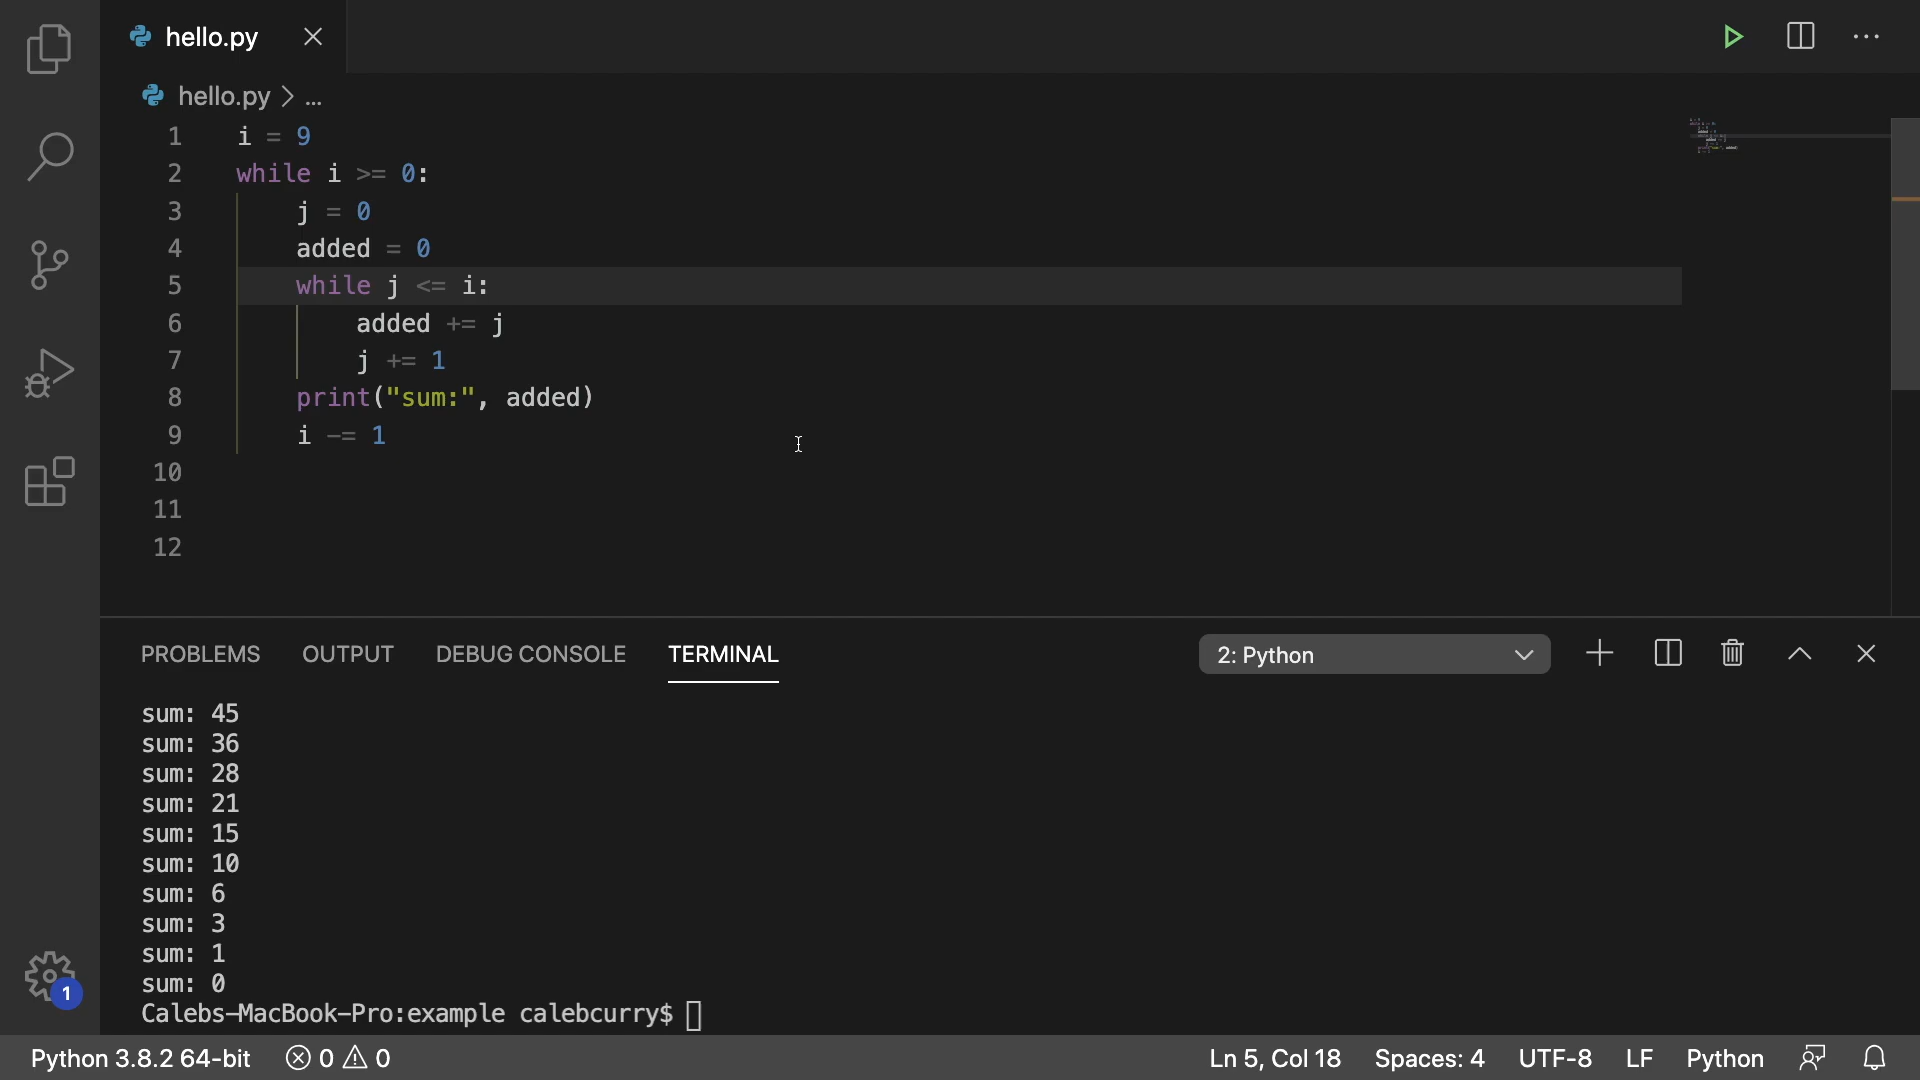 hello.py
hello.py > ...
1 i = 9
2 while i >= 0:
3     j = 0
4     added = 0
5     while j <= i:
6         added += j
7         j += 1
8     print("sum:", added)
9     i -= 1
10
11
12
PROBLEMS OUTPUT DEBUG CONSOLE TERMINAL 2: Python
sum: 45
sum: 36
sum: 28
sum: 21
sum: 15
sum: 10
sum: 6
sum: 3
sum: 1
sum: 0
Calebs-MacBook-Pro:example calebcurry$
1
Python 3.8.2 64-bit 0 0 Ln 5, Col 18 Spaces: 4 UTF-8 LF Python